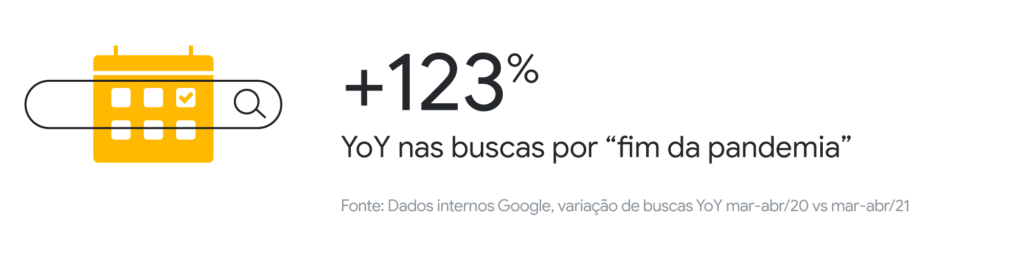 +123%
YoY nas buscas por “fim da pandemia”
Fonte: Dados internos Google, variação de buscas YoY mar-abr/20 vs mar-abr/21